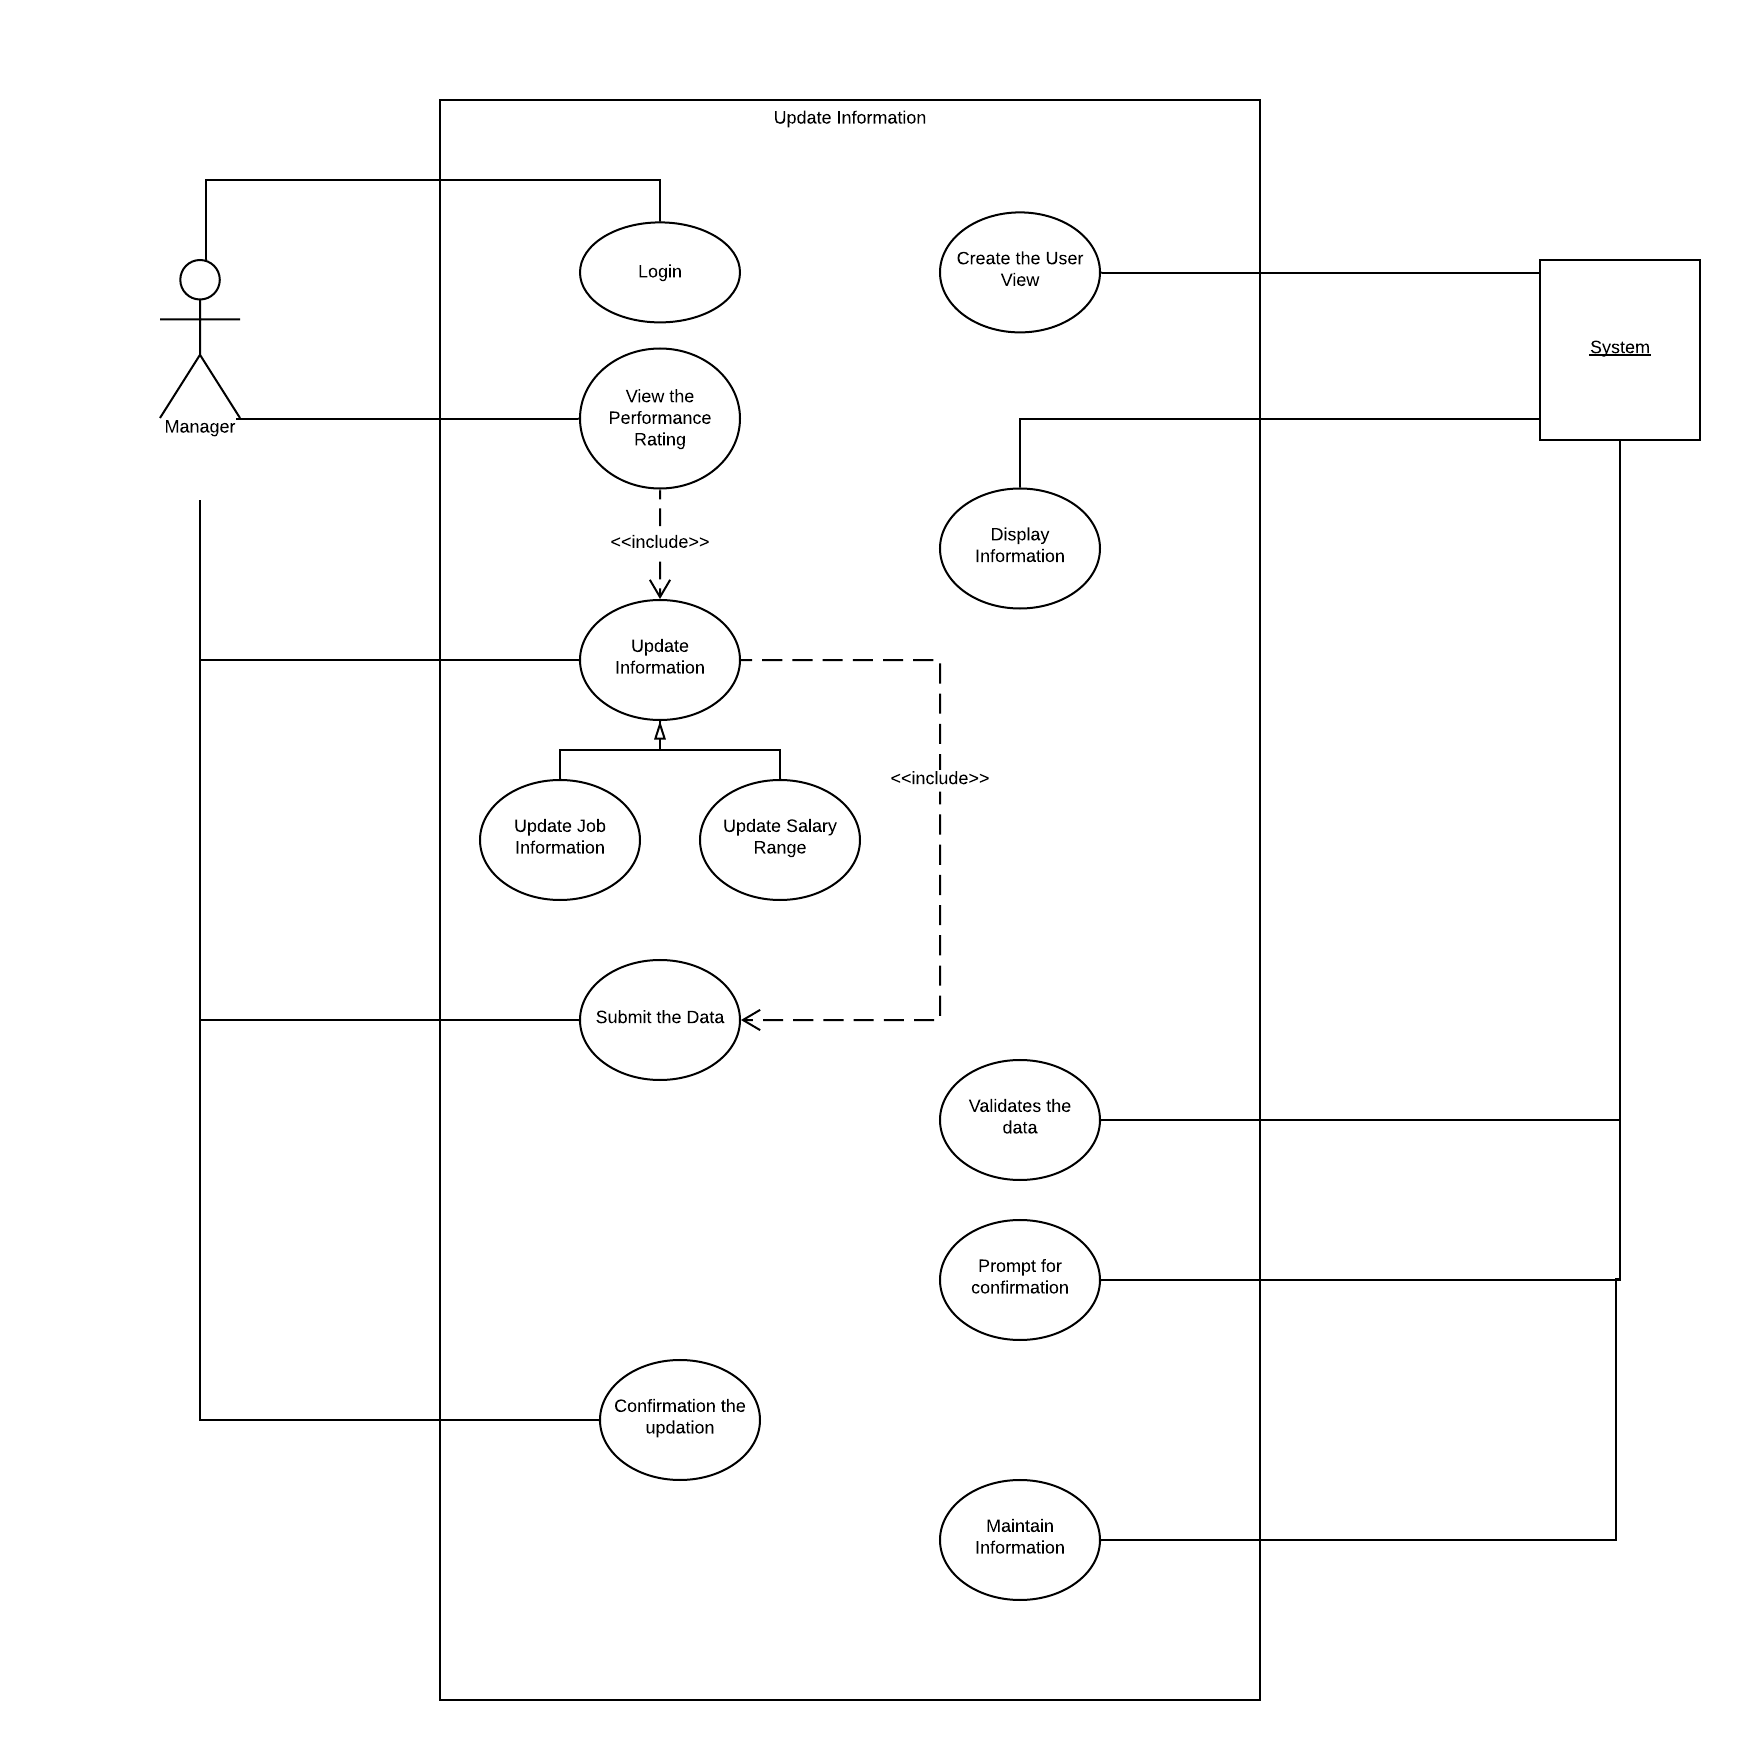 Update Information
Login
Create the User
View
System
View the
Performance
Rating
Manager
<<include>>
Display
Information
Update
Information
<<include>>
Update Job
Information
Update Salary
Range
Submit the Data
Validates the
data
Prompt for
confirmation
Confirmation the
updation
Maintain
Information